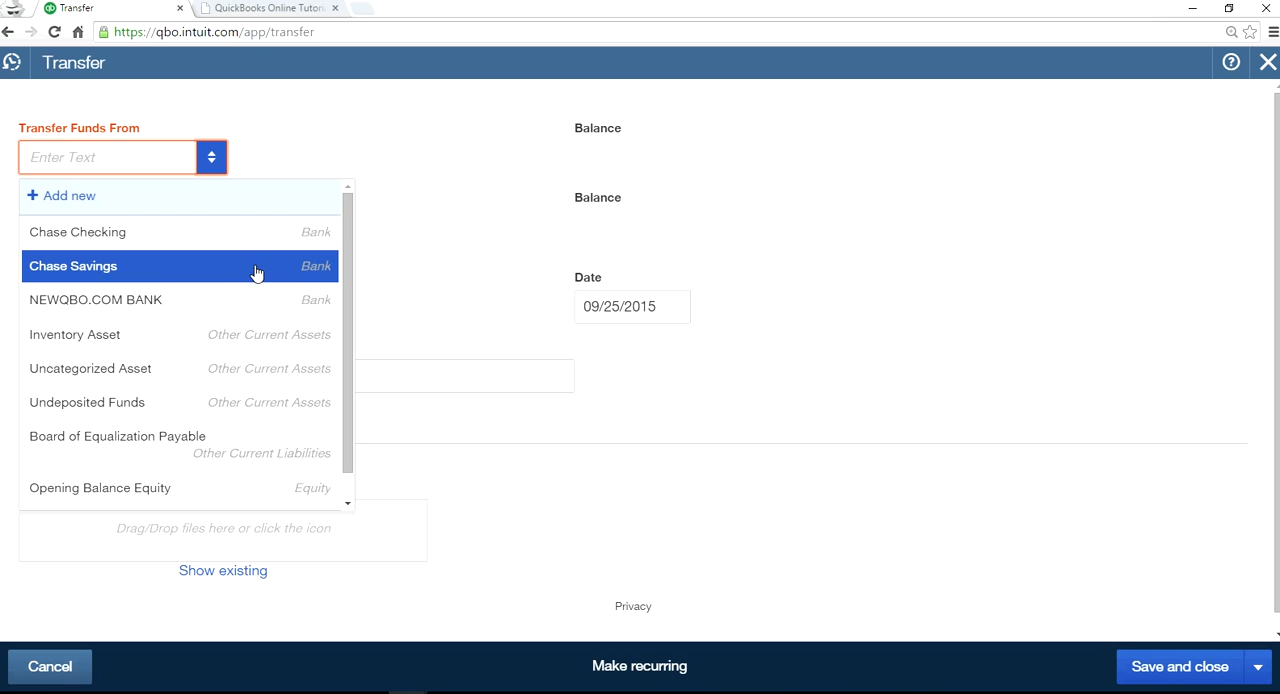 Transfer
QuickBooks Online Tutori
https://qbo.intuit.com/app/transfer
Transfer
Transfer Funds From
Balance
Enter Text
+ Add new
Balance
Chase Checking Bank
Chase Savings Bank
Date
NEWQBO.COM BANK Bank
09/25/2015
Inventory Asset Other Current Assets
Uncategorized Asset Other Current Assets
Undeposited Funds Other Current Assets
Board of Equalization Payable
Other Current Liabilities
Opening Balance Equity Equity
Drag/Drop files here or click the icon
Show existing
Privacy
Cancel
Make recurring
Save and close